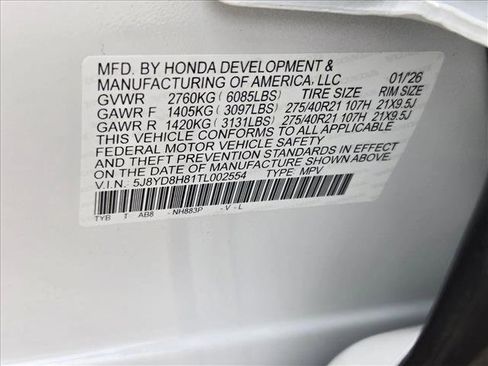 MFD. BY HONDA DEVELOPMENT &
MANUFACTURING OF AMERICA, LLC 01/26
GVWR 2760KG ( 6085LBS) TIRE SIZE RIM SIZE
GAWR F 1405KG ( 3097LBS) 275/40R21 107H 21X9.5J
GAWR R 1420KG ( 3131LBS) 275/40R21 107H 21X9.5J
THIS VEHICLE CONFORMS TO ALL APPLICABLE
FEDERAL MOTOR VEHICLE SAFETY
AND THEFT PREVENTION STANDARDS IN EFFECT
ON THE DATE OF MANUFACTURE SHOWN ABOVE.
V.I.N.: 5J8YD8H81TL002554 TYPE: MPV
TYB T AB8 - NH883P - V - L